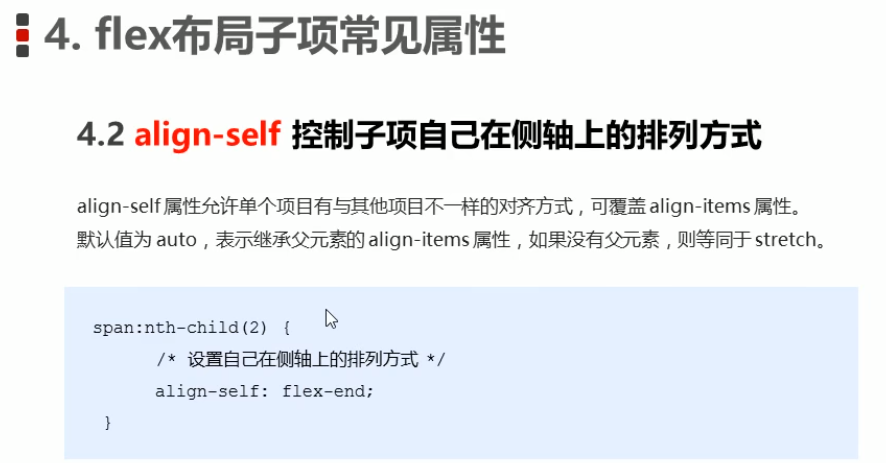 4. flex布局子项常见属性
4.2 align-self 控制子项自己在侧轴上的排列方式
align-self 属性允许单个项目有与其他项目不一样的对齐方式，可覆盖 align-items 属性。
默认值为 auto，表示继承父元素的 align-items 属性，如果没有父元素，则等同于 stretch。
span:nth-child(2) {
/* 设置自己在侧轴上的排列方式 */
align-self: flex-end;
}